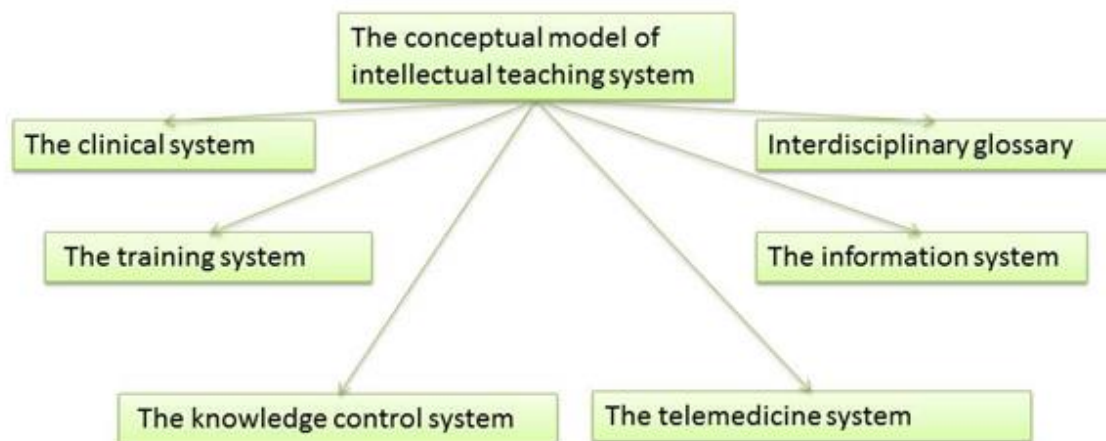 The conceptual model of
intellectual teaching system
The clinical system
Interdisciplinary glossary
The training system
The information system
The knowledge control system
The telemedicine system